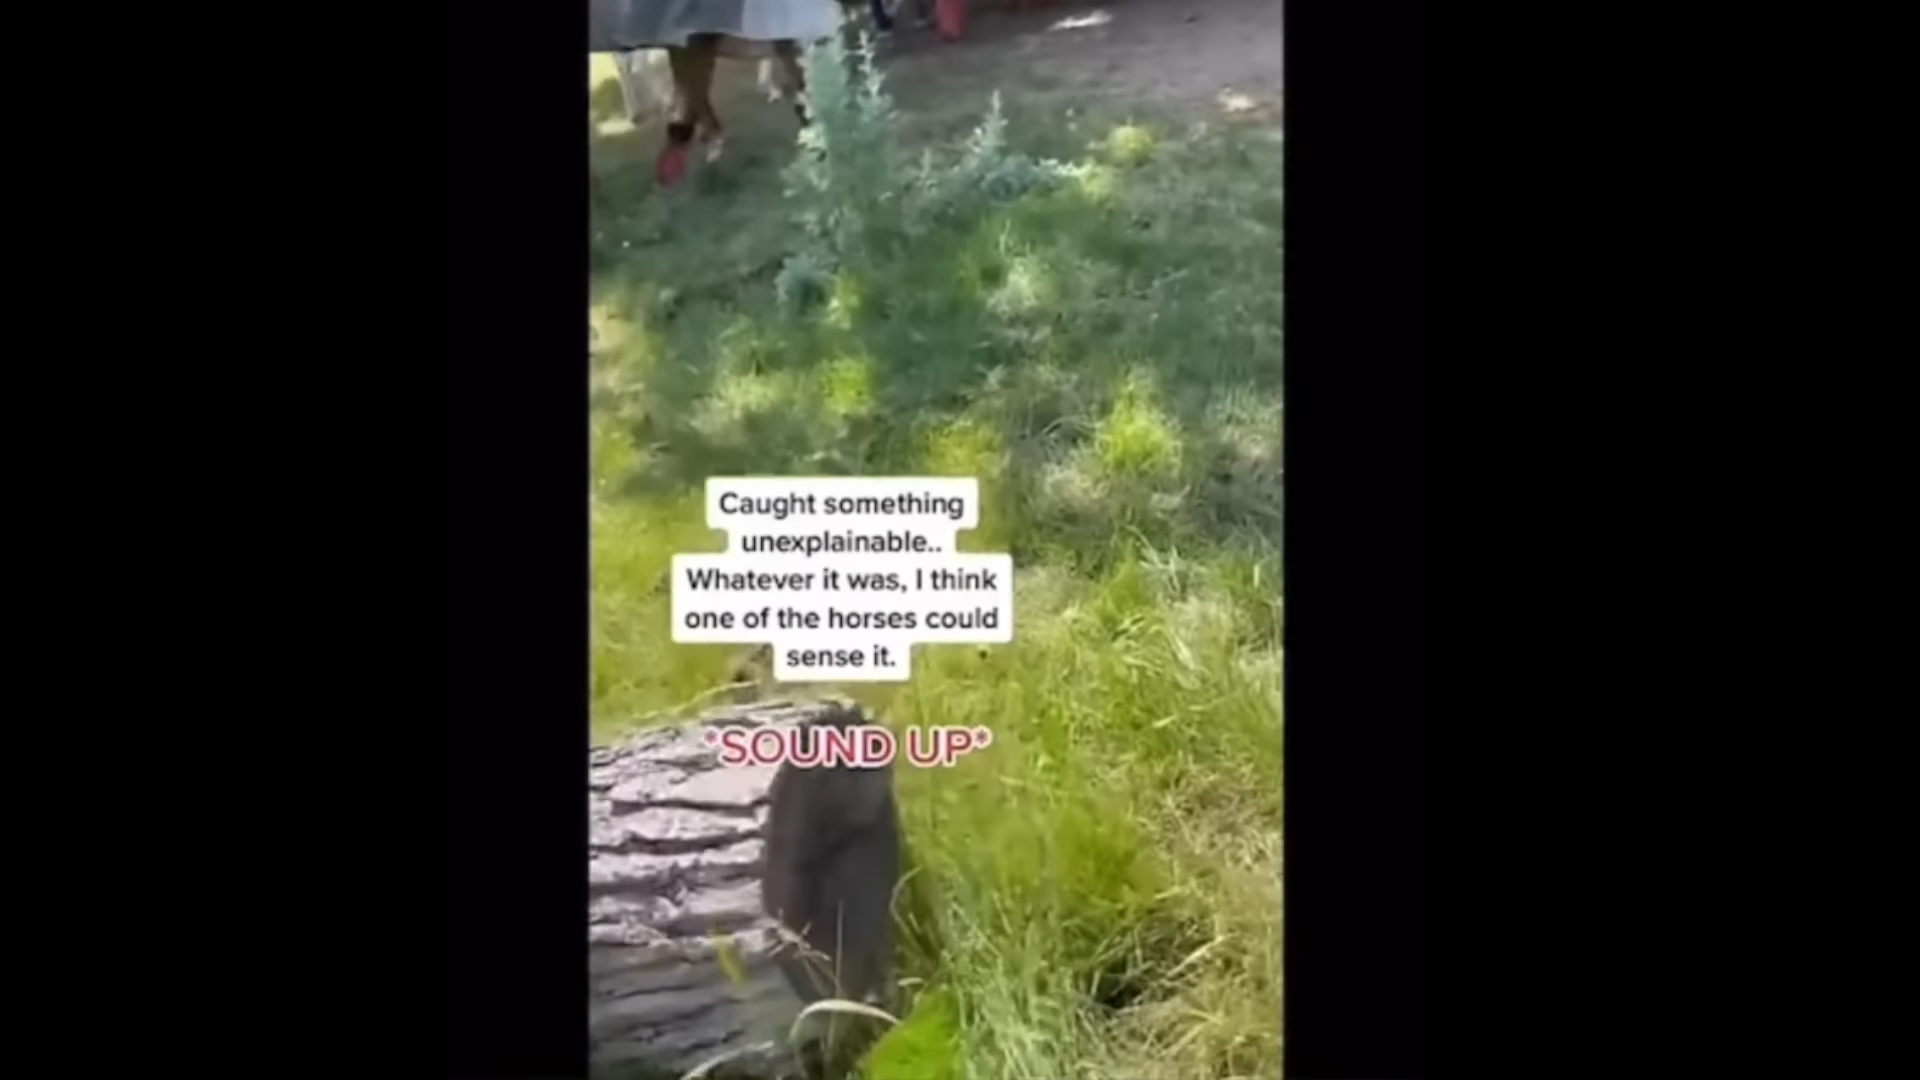 Caught something
unexplainable..
Whatever it was, I think
one of the horses could
sense it.
*SOUND UP*